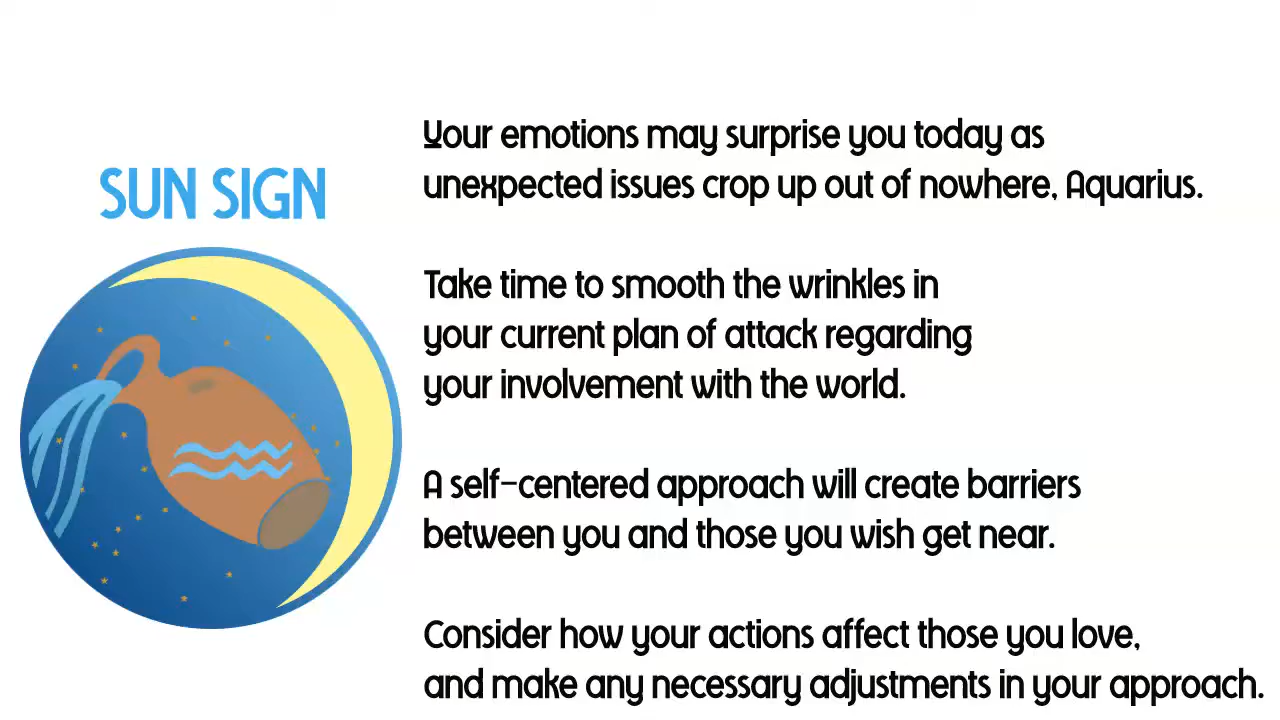 SUN SIGN
Your emotions may surprise you today as
unexpected issues crop up out of nowhere, Aquarius.
Take time to smooth the wrinkles in
your current plan of attack regarding
your involvement with the world.
A self-centered approach will create barriers
between you and those you wish get near.
Consider how your actions affect those you love,
and make any necessary adjustments in your approach.